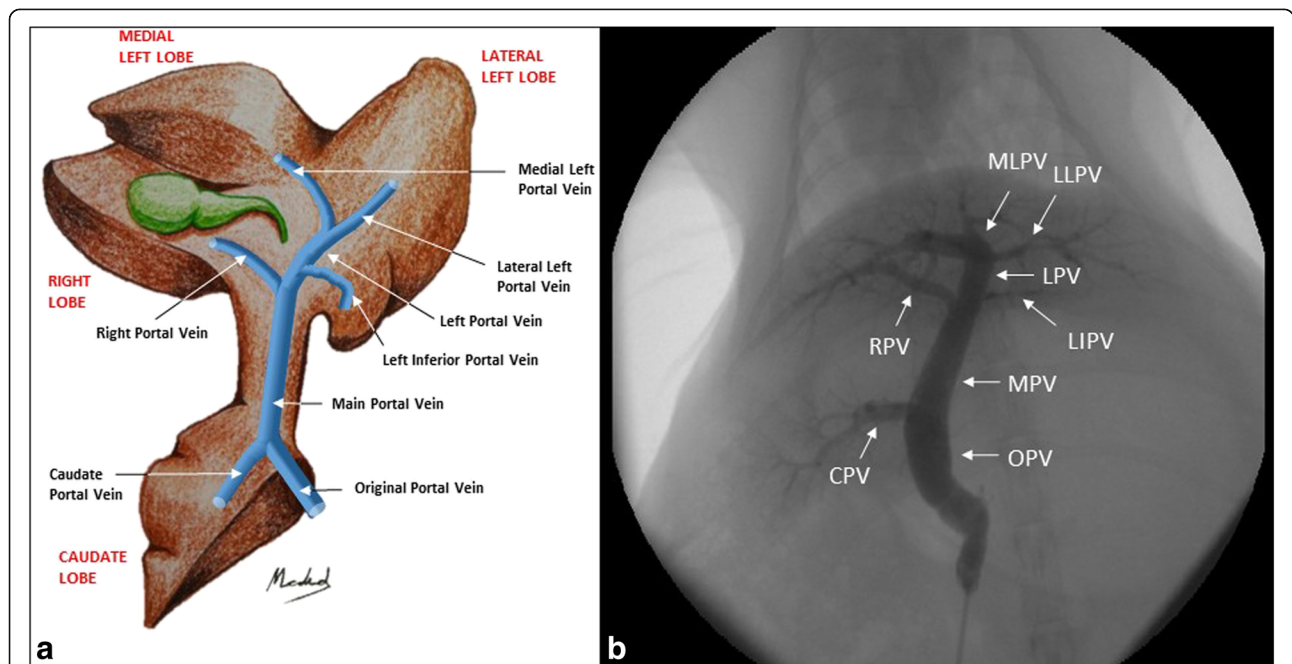 MEDIAL
LEFT LOBE
LATERAL
LEFT LOBE
Medial Left
Portal Vein
Lateral Left
Portal Vein
RIGHT
LOBE
Right Portal Vein
Left Portal Vein
Left Inferior Portal Vein
Main Portal Vein
Caudate
Portal Vein
Original Portal Vein
CAUDATE
LOBE
a
MLPV
LLPV
LPV
RPV
LIPV
MPV
OPV
CPV
b